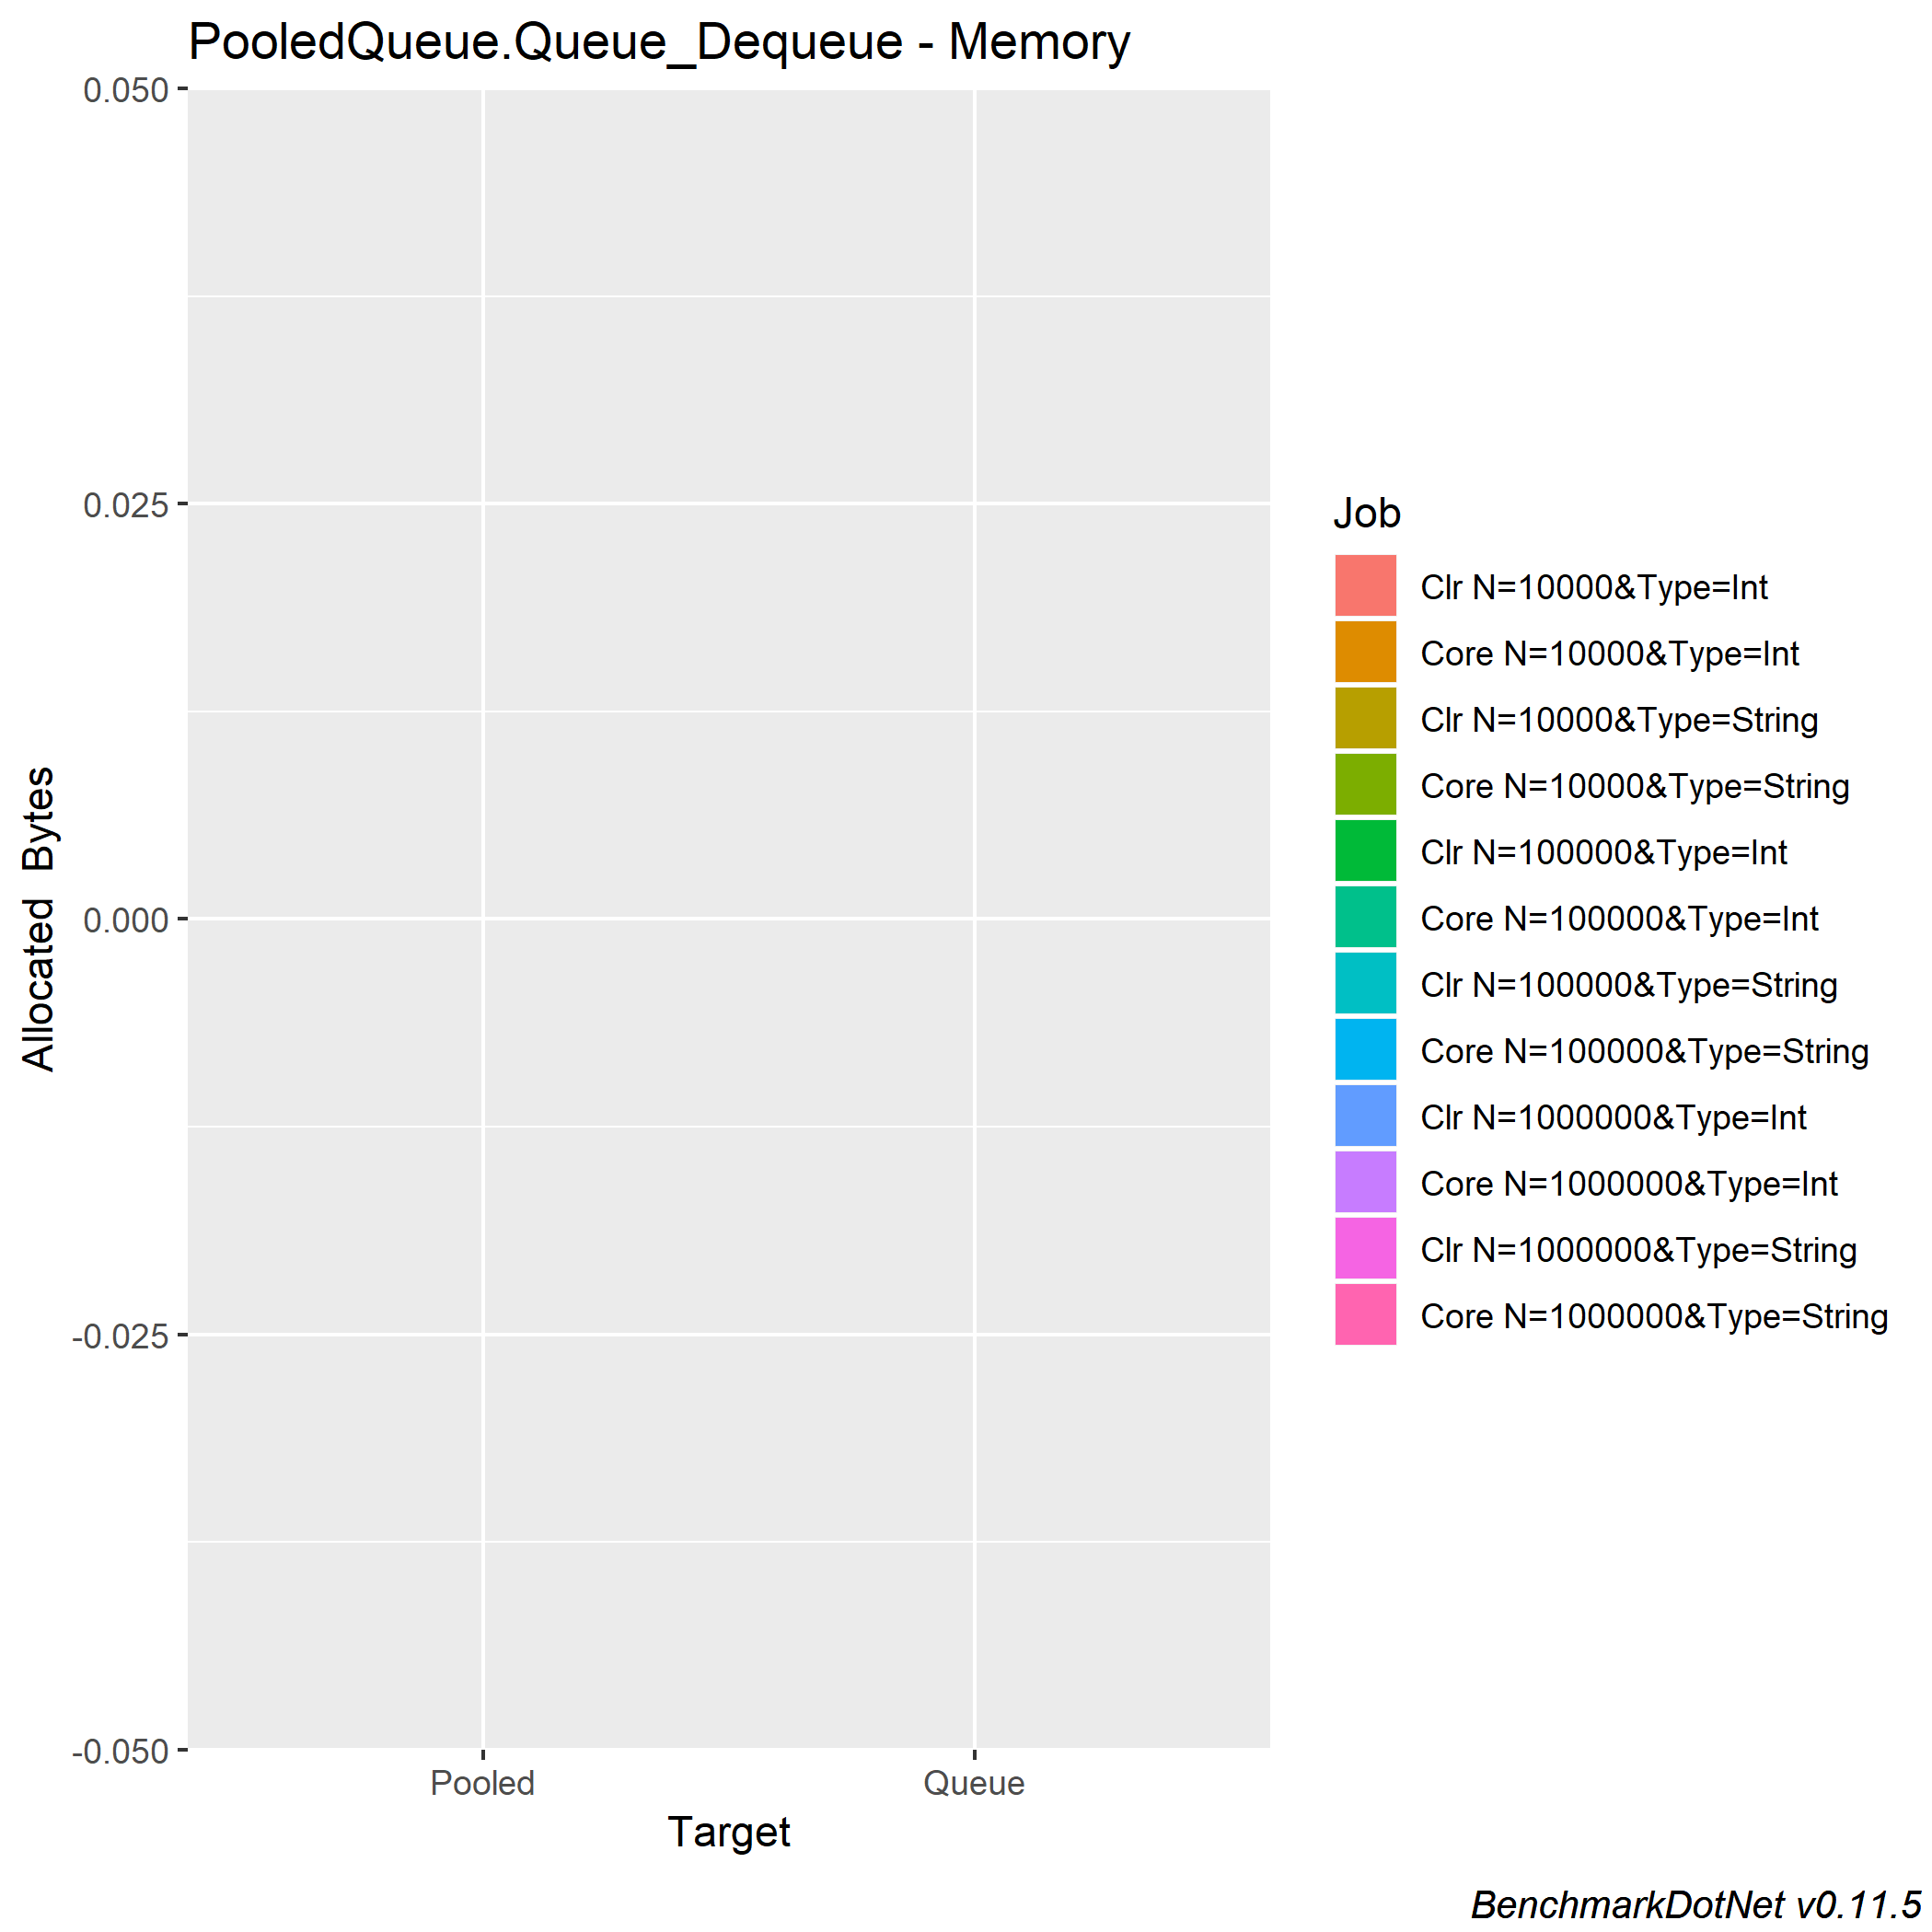 PooledQueue.Queue_Dequeue - Memory
0.050
0.025
0.000
-0.025
-0.050
Allocated Bytes
Pooled
Queue
Target
Job
Clr N=10000&Type=Int
Core N=10000&Type=Int
Clr N=10000&Type=String
Core N=10000&Type=String
Clr N=100000&Type=Int
Core N=100000&Type=Int
Clr N=100000&Type=String
Core N=100000&Type=String
Clr N=1000000&Type=Int
Core N=1000000&Type=Int
Clr N=1000000&Type=String
Core N=1000000&Type=String
BenchmarkDotNet v0.11.5